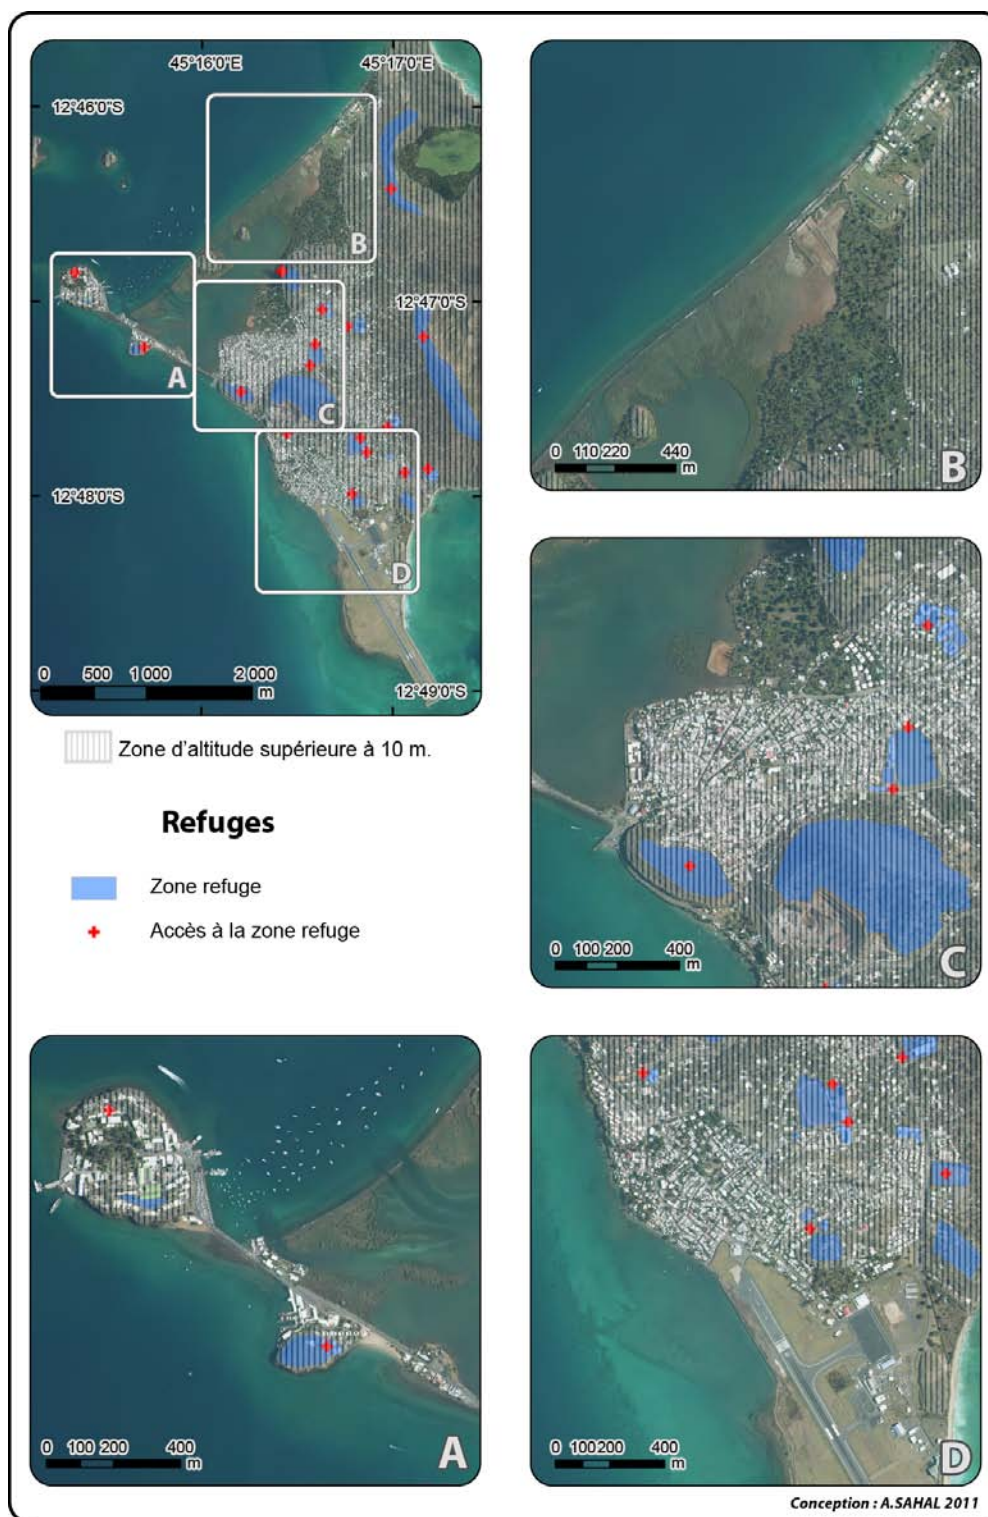 45°16'0"E
45°17'0"E
12°46'0"S
B
12°47'0"S
A
C
12°48'0"S
D
0 500 1 000 2 000
m
12°49'0"S
0 110 220 440
m
B
Zone d'altitude supérieure à 10 m.
Refuges
Zone refuge
Accès à la zone refuge
0 100 200 400
m
C
0 100 200 400
m
A
0 100200 400
m
D
Conception : A.SAHAL 2011